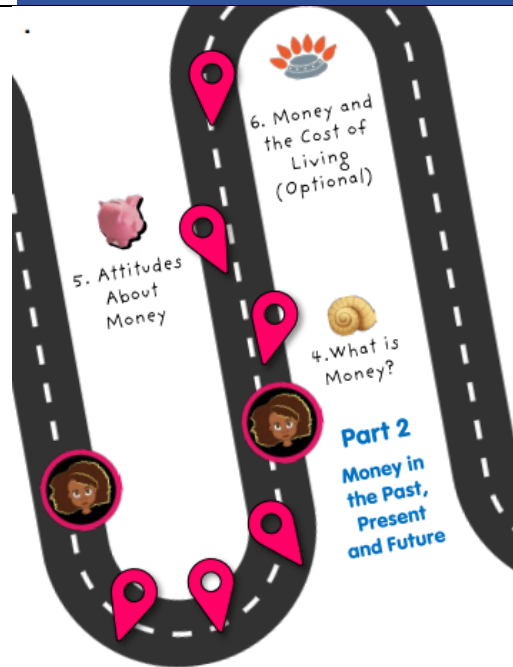 6. Money and
the Cost of
Living
(Optional)
5. Attitudes
About
Money
4.What is
Money?
Part 2
Money in
the Past,
Present
and Future